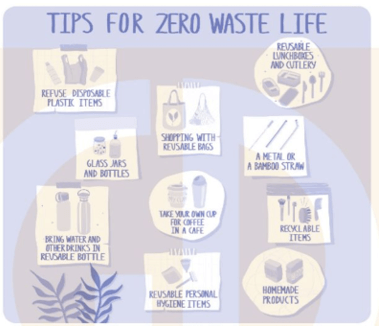 TIPS FOR ZERO WASTE LIFE
REFUSE DISPOSABLE
PLASTIC ITEMS
SHOPPING WITH
REUSABLE BAGS
REUSABLE
LUNCHBOXES
AND CUTLERY
GLASS JARS
AND BOTTLES
A METAL OR
A BAMBOO STRAW
BRING WATER AND
OTHER DRINKS IN
REUSABLE BOTTLE
TAKE YOUR OWN CUP
FOR COFFEE
IN A CAFE
RECYCLABLE
ITEMS
REUSABLE PERSONAL
HYGIENE ITEMS
HOMEMADE
PRODUCTS